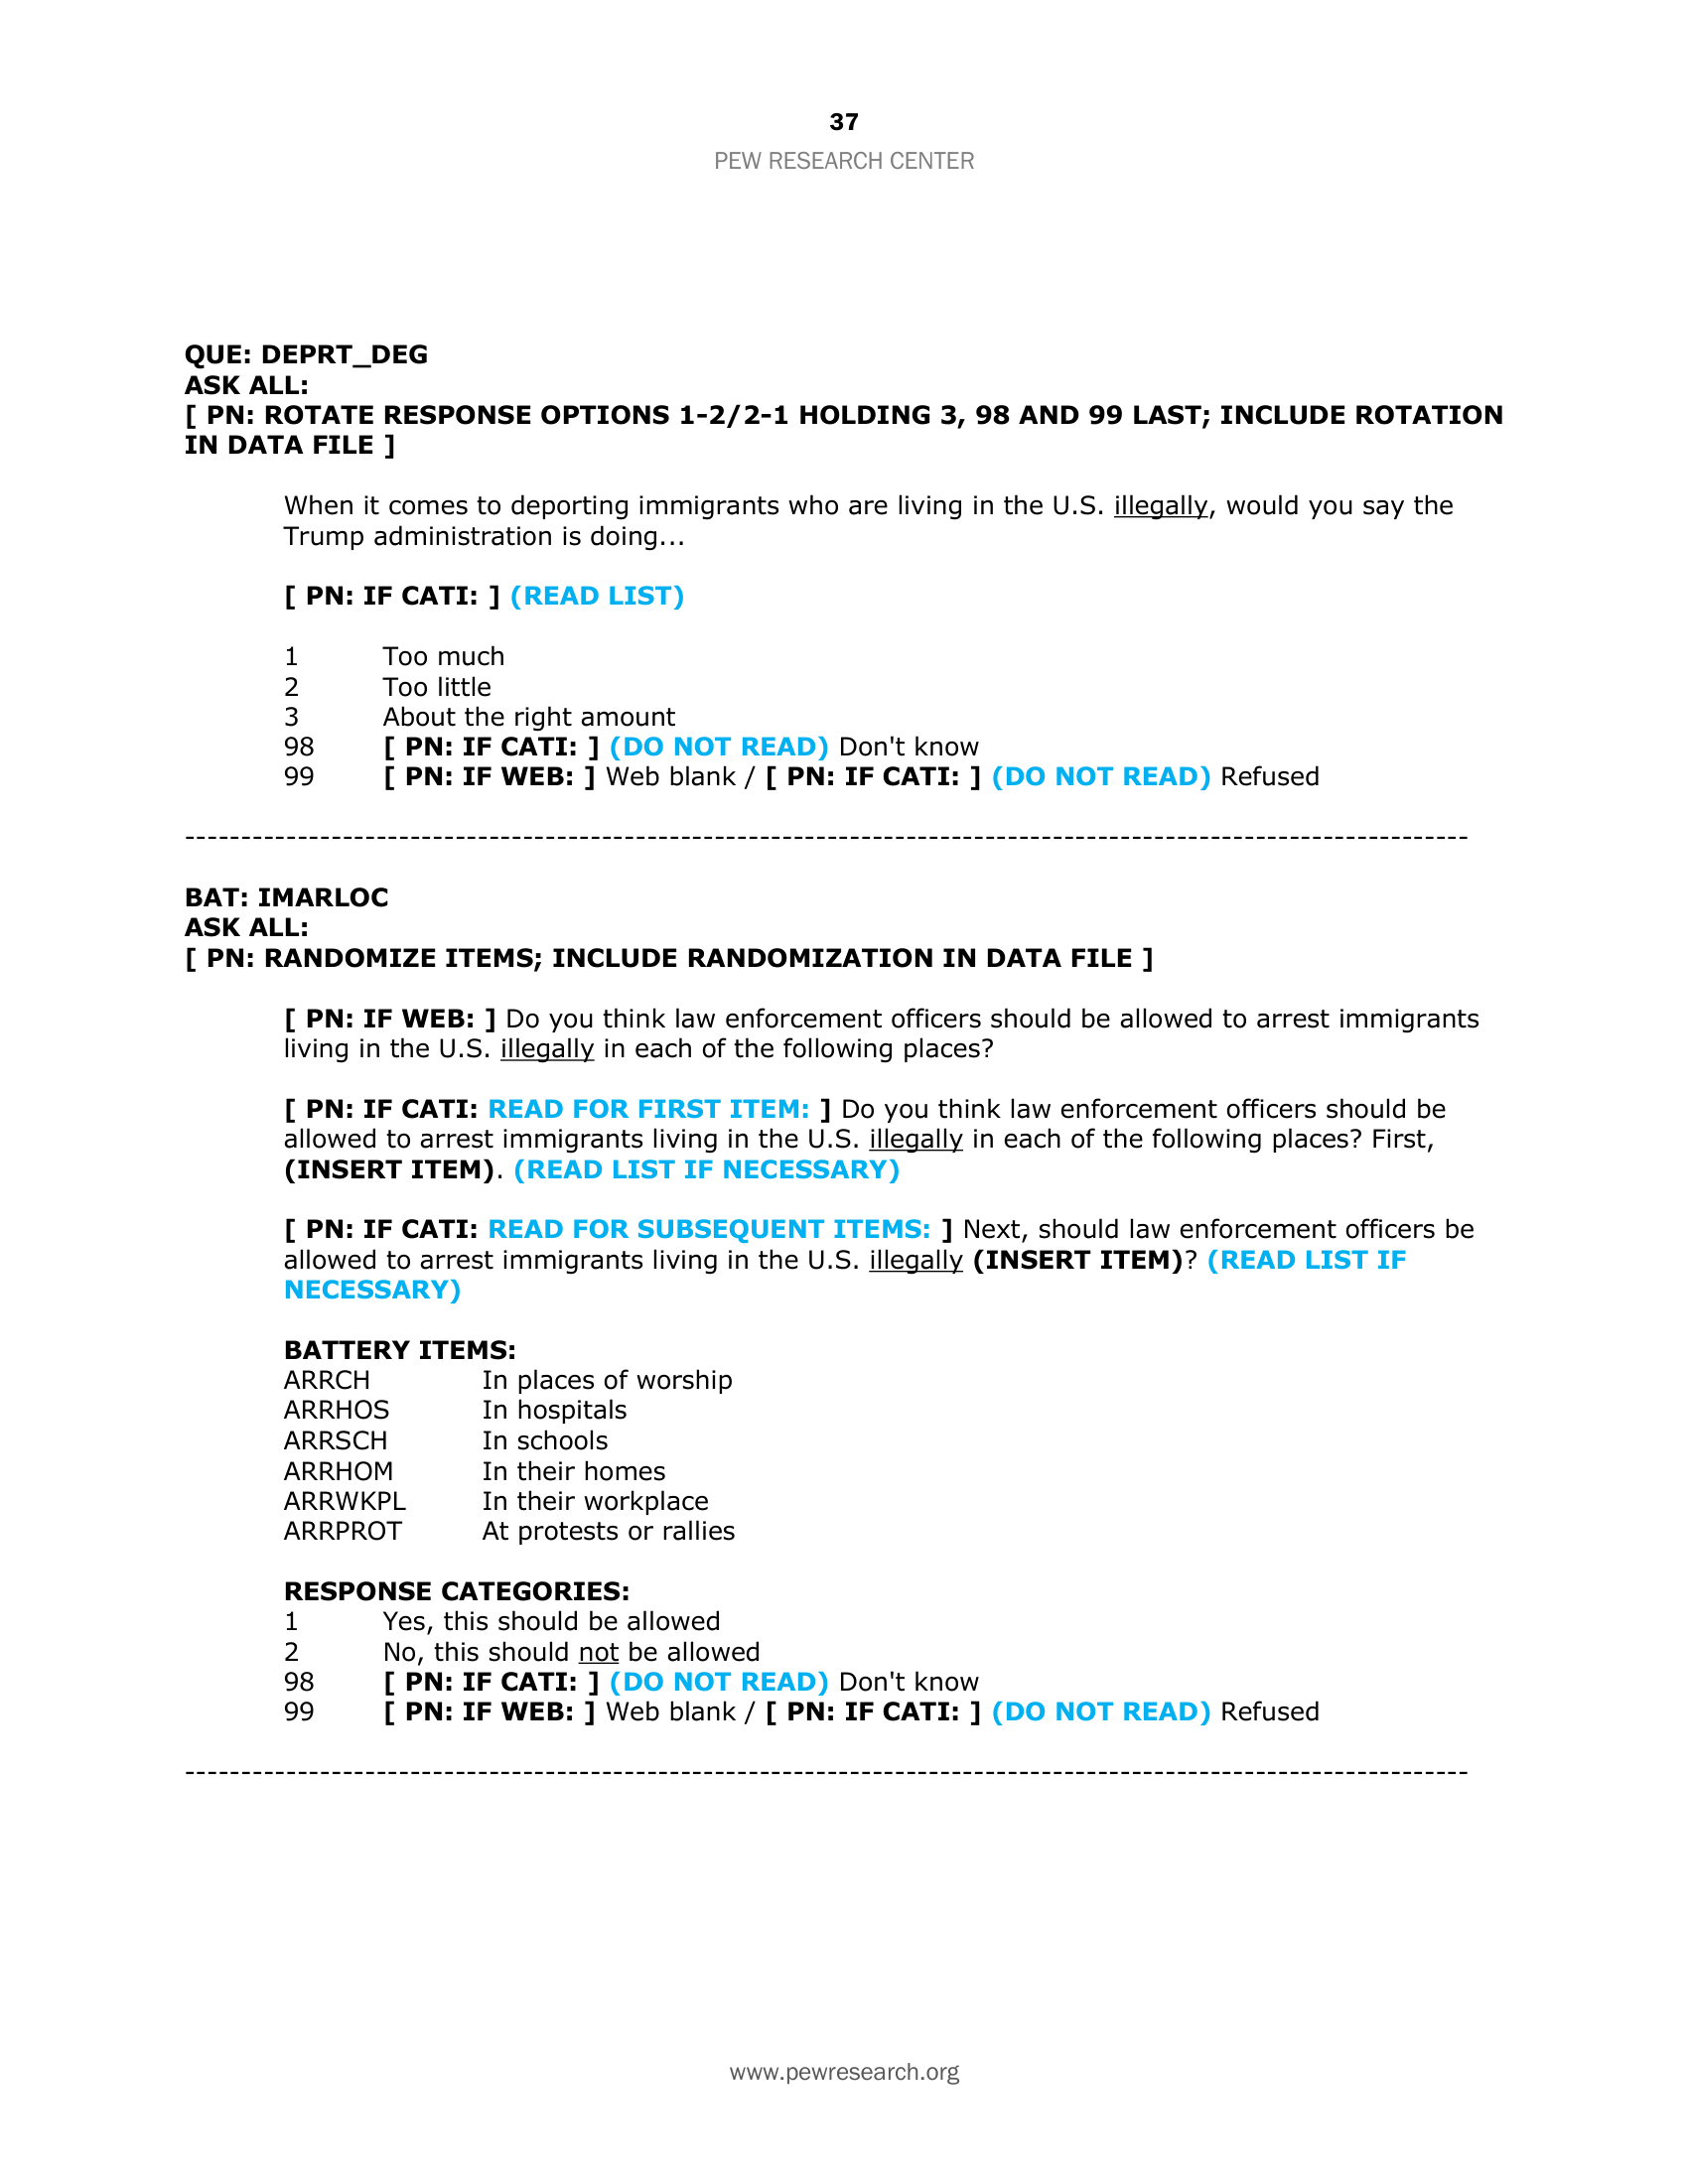 37
PEW RESEARCH CENTER
QUE: DEPRT_DEG
ASK ALL:
[ PN: ROTATE RESPONSE OPTIONS 1-2/2-1 HOLDING 3, 98 AND 99 LAST; INCLUDE ROTATION
IN DATA FILE ]
When it comes to deporting immigrants who are living in the U.S. illegally, would you say the
Trump administration is doing...
[ PN: IF CATI: ] (READ LIST)
1 Too much
2 Too little
3 About the right amount
98 [ PN: IF CATI: ] (DO NOT READ) Don't know
99 [ PN: IF WEB: ] Web blank / [ PN: IF CATI: ] (DO NOT READ) Refused
------------------------------------------------------------------------------------------------------------------
BAT: IMARLOC
ASK ALL:
[ PN: RANDOMIZE ITEMS; INCLUDE RANDOMIZATION IN DATA FILE ]
[ PN: IF WEB: ] Do you think law enforcement officers should be allowed to arrest immigrants
living in the U.S. illegally in each of the following places?
[ PN: IF CATI: READ FOR FIRST ITEM: ] Do you think law enforcement officers should be
allowed to arrest immigrants living in the U.S. illegally in each of the following places? First,
(INSERT ITEM). (READ LIST IF NECESSARY)
[ PN: IF CATI: READ FOR SUBSEQUENT ITEMS: ] Next, should law enforcement officers be
allowed to arrest immigrants living in the U.S. illegally (INSERT ITEM)? (READ LIST IF
NECESSARY)
BATTERY ITEMS:
ARRCH In places of worship
ARRHOS In hospitals
ARRSCH In schools
ARRHOM In their homes
ARRWKPL In their workplace
ARRPROT At protests or rallies
RESPONSE CATEGORIES:
1 Yes, this should be allowed
2 No, this should not be allowed
98 [ PN: IF CATI: ] (DO NOT READ) Don't know
99 [ PN: IF WEB: ] Web blank / [ PN: IF CATI: ] (DO NOT READ) Refused
------------------------------------------------------------------------------------------------------------------
www.pewresearch.org